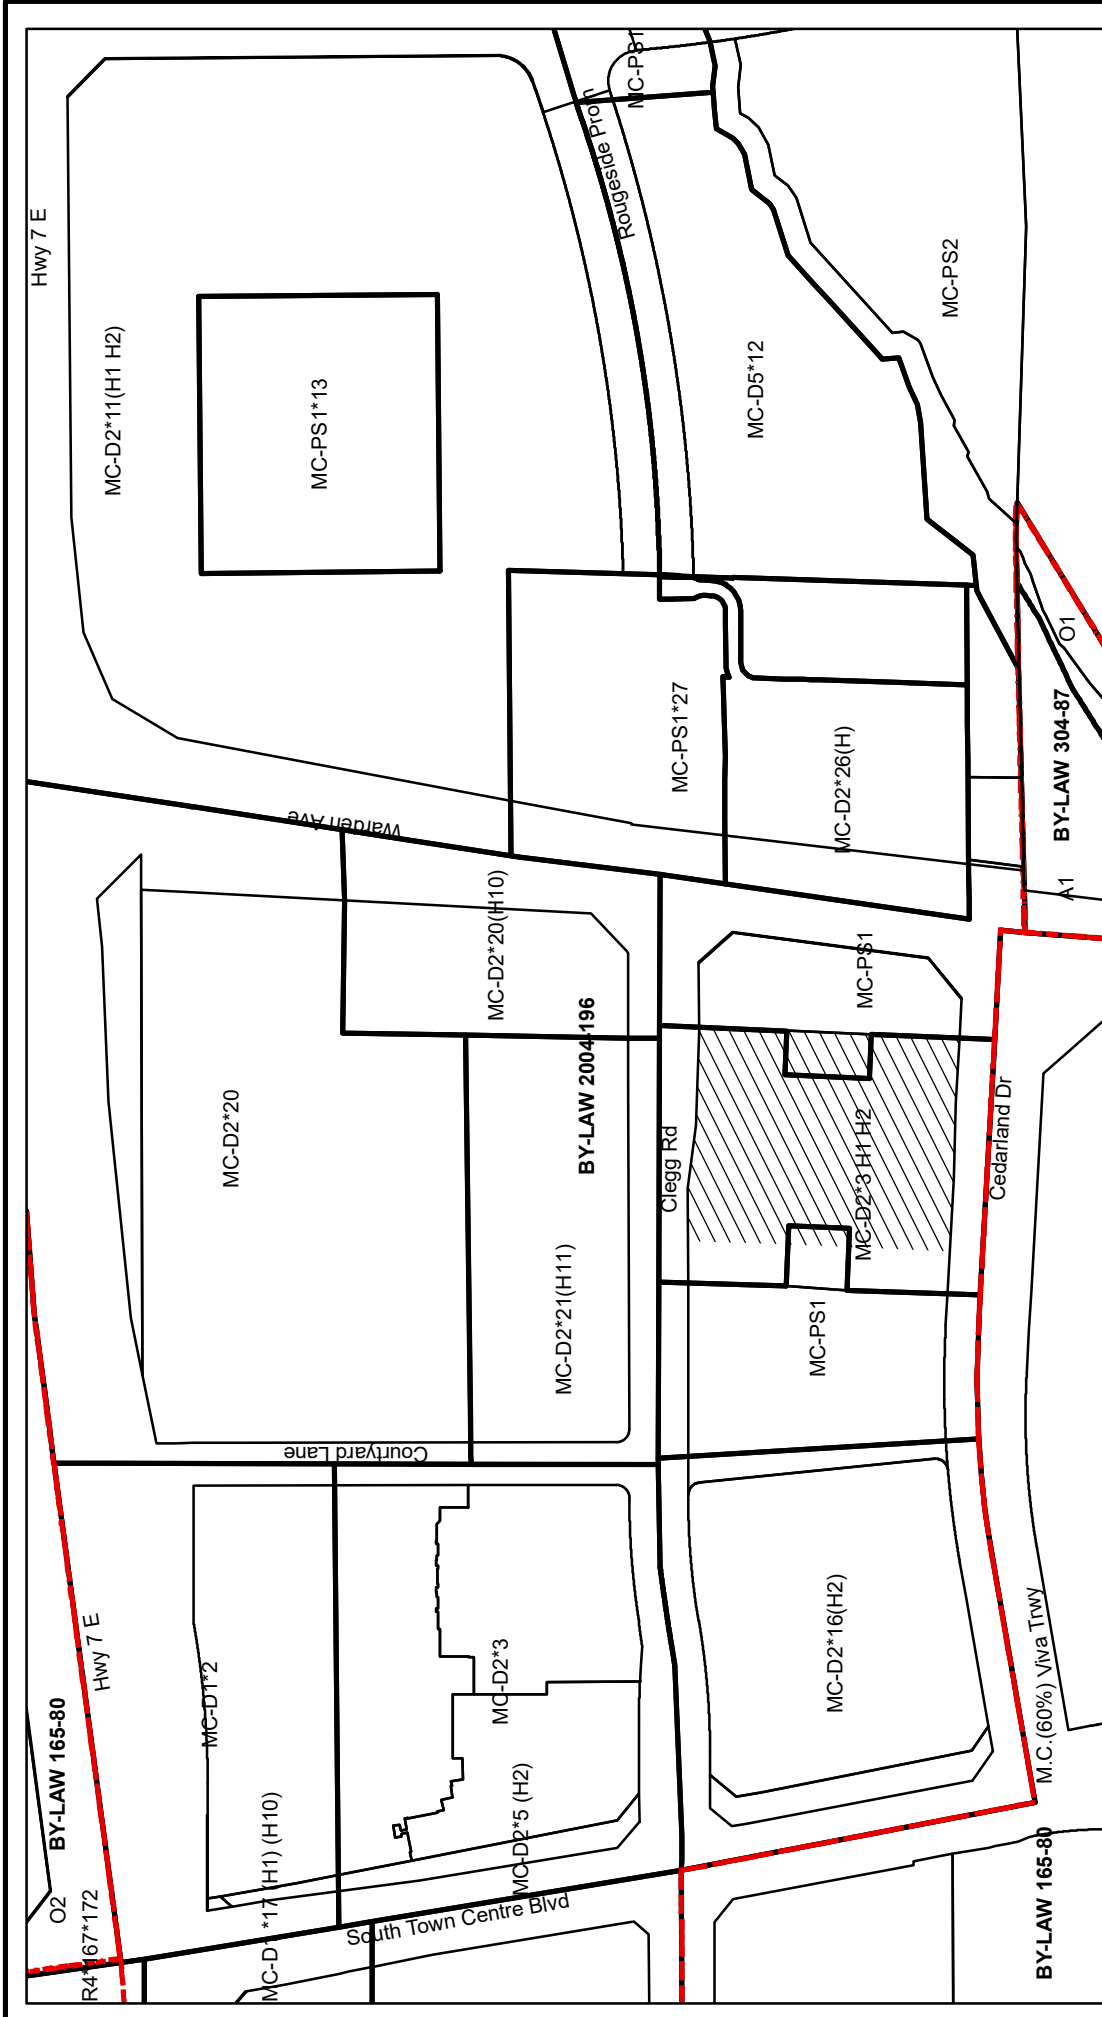 Hwy 7 E
MC-D2*11(H1 H2)
MC-PS1*13
Rougeside Prom
MC-PS1
MC-PS2
MC-D5*12
MC-PS1*27
MC-D2*26(H)
O1
BY-LAW 304-87
A1
Warden Ave
MC-D2*20(H10)
MC-D2*20
BY-LAW 2004-196
MC-D2*21(H11)
Clegg Rd
MC-PS1
MC-D2*3 H1 H2
Cedarland Dr
MC-PS1
Courtyard Lane
Hwy 7 E
BY-LAW 165-80
O2
R4*167*172
MC-D1*2
MC-D2*3
MC-D2*5 (H2)
*17 (H1) (H10)
South Town Centre Blvd
MC-D2*16(H2)
M.C.(60%) Viva Trwy
BY-LAW 165-80